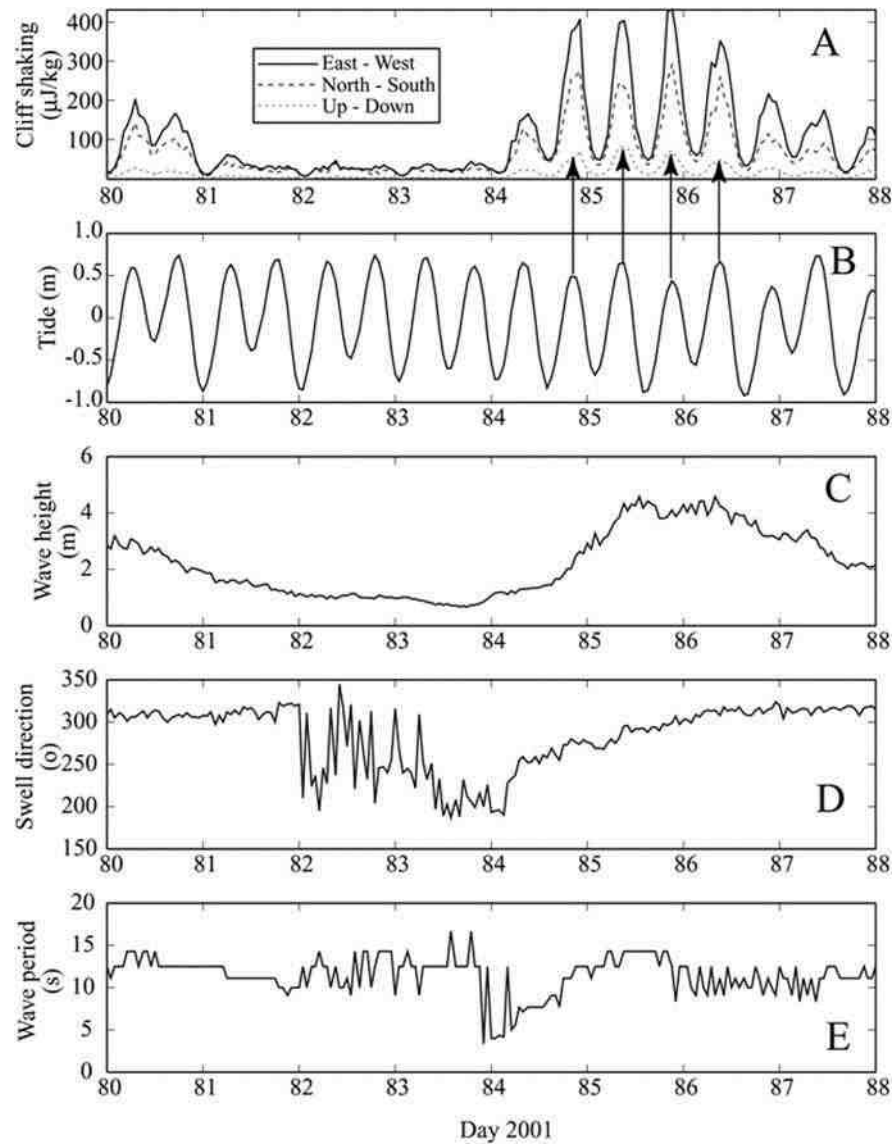 Cliff shaking
(µJ/kg)
400
300
200
100
East - West
North - South
Up - Down
A
80 81 82 83 84 85 86 87 88
Tide (m)
1.0
0.5
0
-0.5
-1.0
B
80 81 82 83 84 85 86 87 88
Wave height
(m)
6
4
2
0
C
80 81 82 83 84 85 86 87 88
Swell direction
(o)
350
300
250
200
150
D
80 81 82 83 84 85 86 87 88
Wave period
(s)
20
15
10
5
0
E
80 81 82 83 84 85 86 87 88
Day 2001